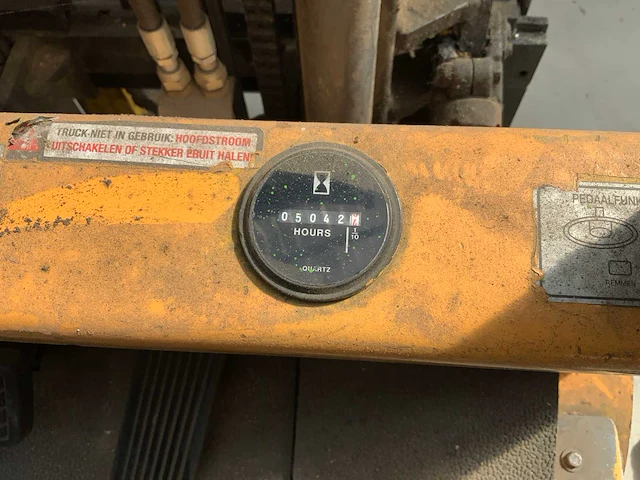 TRUCK NIET IN GEBRUIK: HOOFDSTROOM
UITSCHAKELEN OF STEKKER ERUIT HALEN!
05042
HOURS
1/10
QUARTZ
PEDAALFUNK
REMMEN